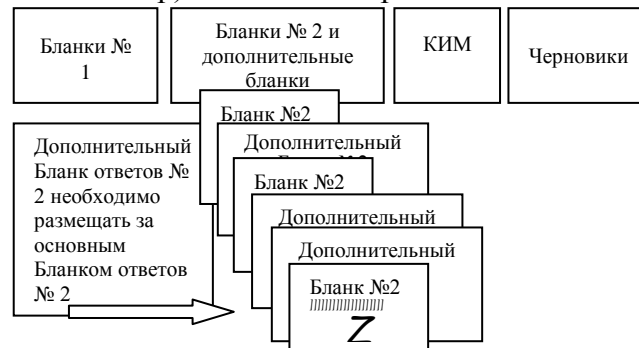 Бланки №
1
Бланки № 2 и
дополнительные
бланки
КИМ
Черновики
Дополнительный
Бланк ответов №
2 необходимо
размещать за
основным
Бланком ответов
№ 2
Бланк №2
Дополнительный
Бланк №2
Дополнительный
Дополнительный
Бланк №2
Z